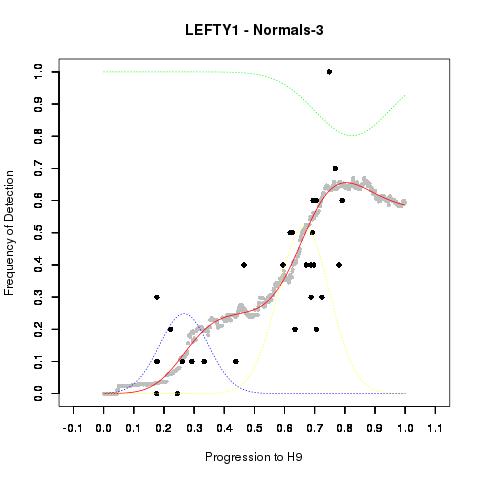 LEFTY1 - Normals-3
Frequency of Detection
1.0
0.9
0.8
0.7
0.6
0.5
0.4
0.3
0.2
0.1
0.0
-0.1 0.0 0.1 0.2 0.3 0.4 0.5 0.6 0.7 0.8 0.9 1.0 1.1
Progression to H9